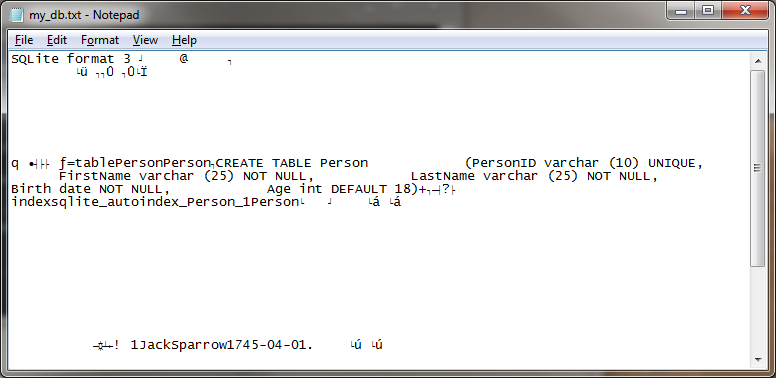 my_db.txt - Notepad
File Edit Format View Help
SQLite format 3 ┘ @ ┐
└ü ┐┐Û ┐Û└Ï
q •┤├├ ƒ=tablePersonPerson┐CREATE TABLE Person (PersonID varchar (10) UNIQUE,
FirstName varchar (25) NOT NULL, LastName varchar (25) NOT NULL,
Birth date NOT NULL, Age int DEFAULT 18)+┐┤?├
indexsqlite_autoindex_Person_1Person└ ┘ └á └á
! 1JackSparrow1745-04-01. └ú └ú